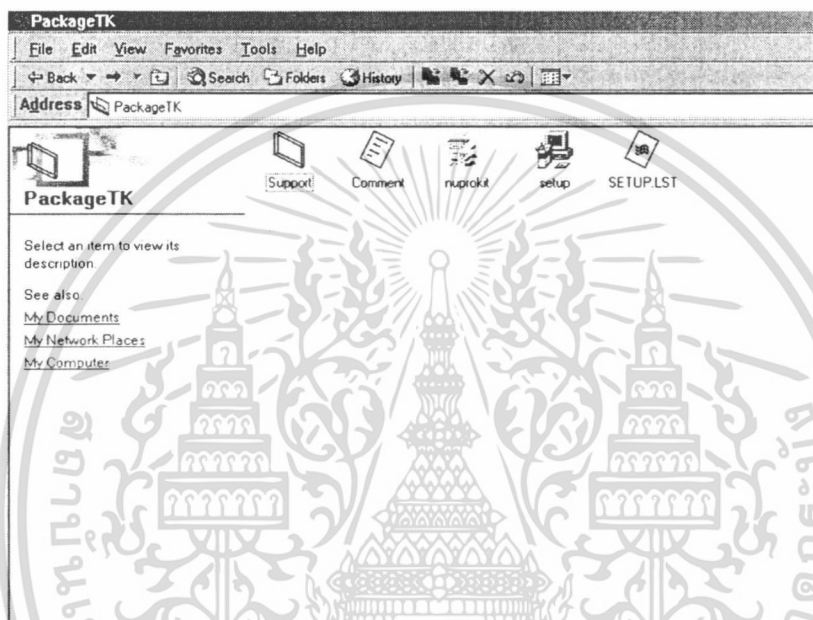 PackageTK
File Edit View Favorites Tools Help
Back Search Folders History
Address PackageTK
Support Comment nuprokit setup SETUP.LST
PackageTK
Select an item to view its
description.
See also:
My Documents
My Network Places
My Computer